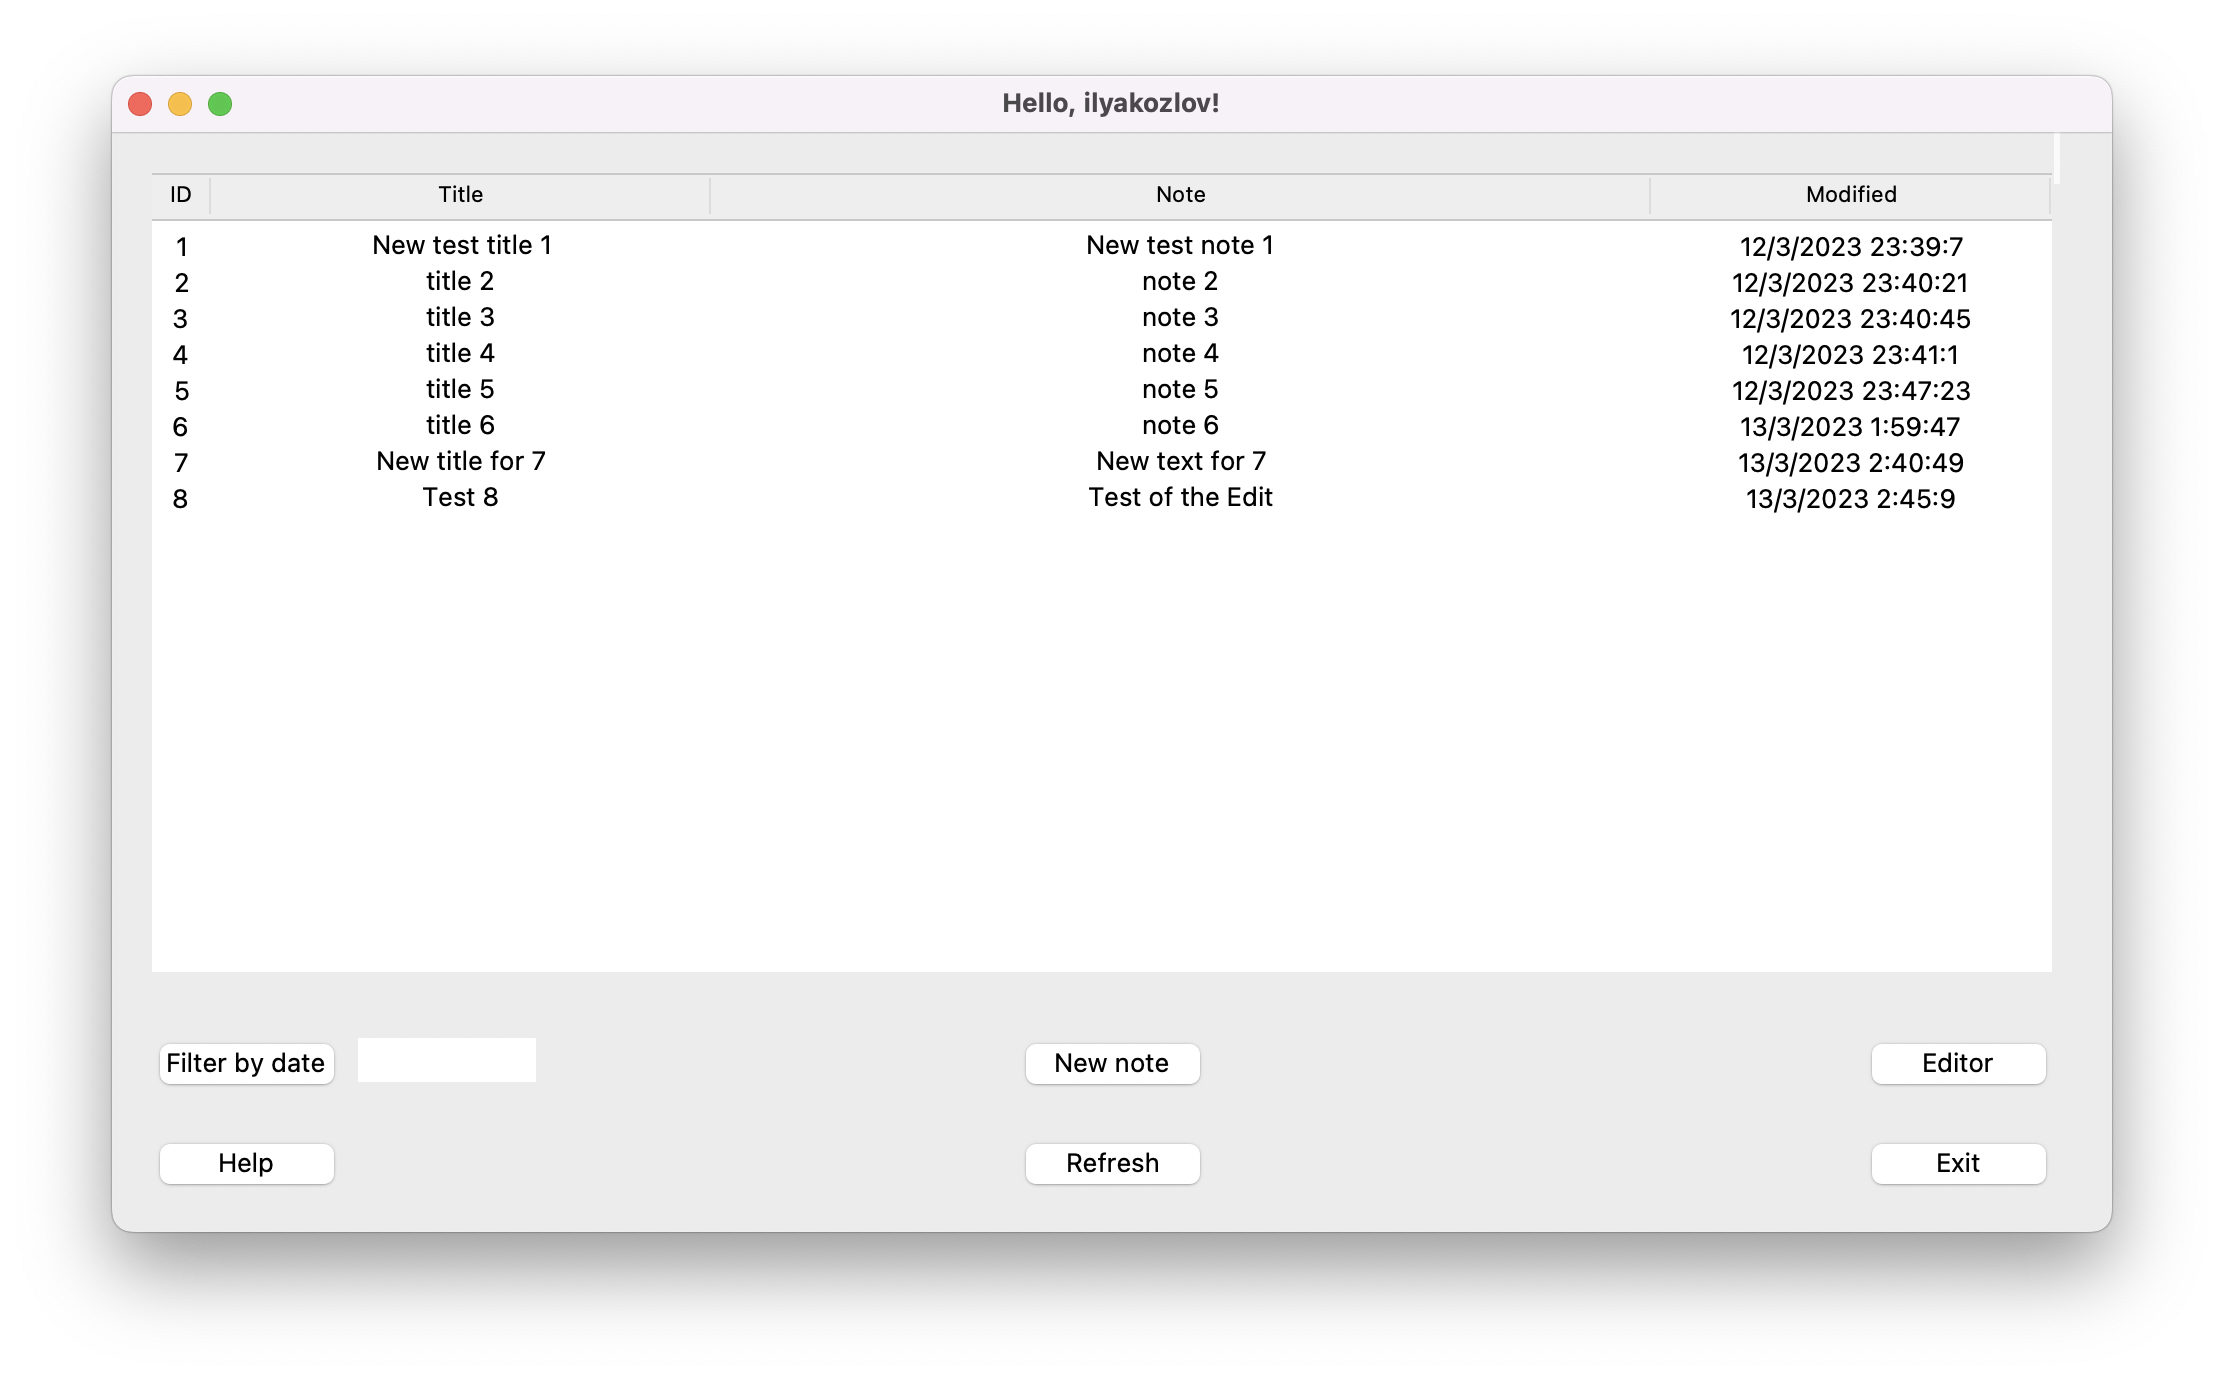 Hello, ilyakozlov!
ID Title Note Modified
1 New test title 1 New test note 1 12/3/2023 23:39:7
2 title 2 note 2 12/3/2023 23:40:21
3 title 3 note 3 12/3/2023 23:40:45
4 title 4 note 4 12/3/2023 23:41:1
5 title 5 note 5 12/3/2023 23:47:23
6 title 6 note 6 13/3/2023 1:59:47
7 New title for 7 New text for 7 13/3/2023 2:40:49
8 Test 8 Test of the Edit 13/3/2023 2:45:9
Filter by date New note Editor
Help Refresh Exit